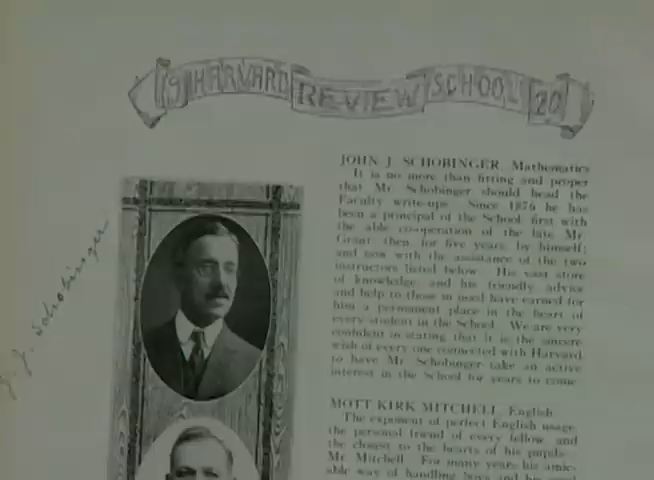 19 HARVARD REVIEW SCHOOL 20
J. J. Schobinger
JOHN J. SCHOBINGER, Mathematics
It is no more than fitting and proper
that Mr. Schobinger should head the
Faculty write-ups. Since 1876 he has
been a principal of the School first with
the able co-operation of the late Mr.
Grant, then for five years by himself;
and now with the assistance of the two
instructors listed below. His vast store
of knowledge and his friendly advice
and help to those in need have earned for
him a permanent place in the heart of
every student in the School. We are very
confident in stating that it is the sincere
wish of every one connected with Harvard
to have Mr. Schobinger take an active
interest in the School for years to come.
MOTT KIRK MITCHELL, English
The exponent of perfect English usage,
the personal friend of every fellow and
the closest to the hearts of his pupils—
Mr. Mitchell. For many years his amic-
able way of handling boys and his